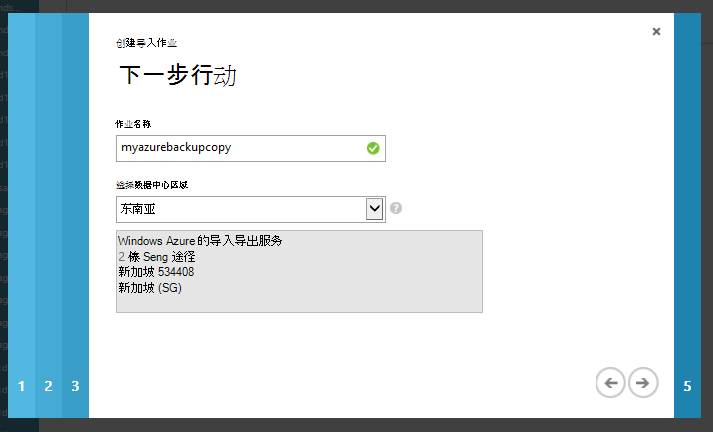 创建导入作业
下一步行动
作业名称
myazurebackupcopy
选择数据中心区域
东南亚
Windows Azure 的导入导出服务
2 榛 Seng 途径
新加坡 534408
新加坡 (SG)
1 2 3 5